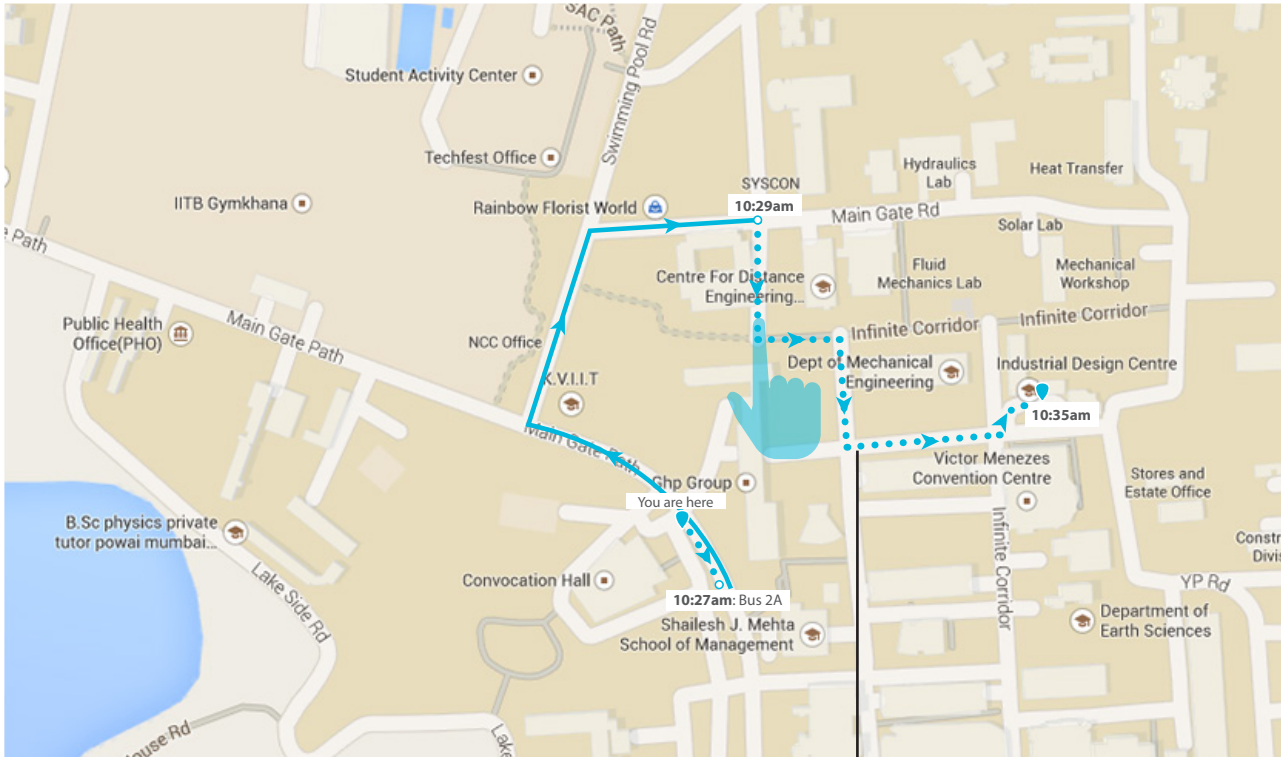 SAC Path
Swimming Pool Rd
Student Activity Center
Techfest Office
Hydraulics
Lab
Heat Transfer
SYSCON
IITB Gymkhana
Rainbow Florist World
10:29am
Main Gate Rd
Solar Lab
e Path
Centre For Distance
Engineering...
Fluid
Mechanics Lab
Mechanical
Workshop
Public Health
Office(PHO)
Main Gate Path
NCC Office
Infinite Corridor
Infinite Corridor
Dept of Mechanical
Engineering
Industrial Design Centre
K.V.I.I.T
10:35am
Main Gate Path
Victor Menezes
Convention Centre
Ghp Group
Stores and
Estate Office
You are here
B.Sc physics private
tutor powai mumbai...
Infinite Corridor
Constr
Divis
Convocation Hall
Lake Side Rd
10:27am: Bus 2A
YP Rd
Shailesh J. Mehta
School of Management
Department of
Earth Sciences
House Rd
Lake